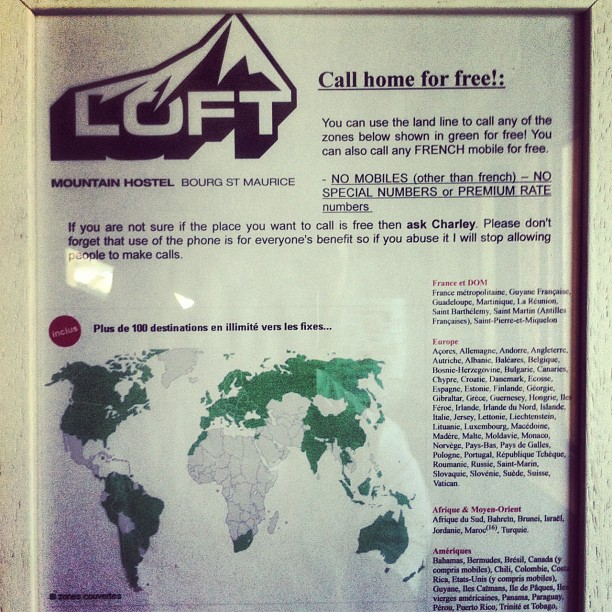 LOFT
MOUNTAIN HOSTEL BOURG ST MAURICE
Call home for free!:
You can use the land line to call any of the
zones below shown in green for free! You
can also call any FRENCH mobile for free.
- NO MOBILES (other than french) – NO
SPECIAL NUMBERS or PREMIUM RATE
numbers
If you are not sure if the place you want to call is free then ask Charley. Please don't
forget that use of the phone is for everyone's benefit so if you abuse it I will stop allowing
people to make calls.
inclus
Plus de 100 destinations en illimité vers les fixes...
zones couvertes
France et DOM
France métropolitaine, Guyane Française,
Guadeloupe, Martinique, La Réunion,
Saint Barthélemy, Saint Martin (Antilles
Françaises), Saint-Pierre-et-Miquelon
Europe
Açores, Allemagne, Andorre, Angleterre,
Autriche, Albanie, Baléares, Belgique,
Bosnie-Herzegovine, Bulgarie, Canaries,
Chypre, Croatie, Danemark, Ecosse,
Espagne, Estonie, Finlande, Géorgie,
Gibraltar, Grèce, Guernesey, Hongrie, Iles
Féroé, Irlande, Irlande du Nord, Islande,
Italie, Jersey, Lettonie, Liechtenstein,
Lituanie, Luxembourg, Macédoine,
Madère, Malte, Moldavie, Monaco,
Norvège, Pays-Bas, Pays de Galles,
Pologne, Portugal, République Tchèque,
Roumanie, Russie, Saint-Marin,
Slovaquie, Slovénie, Suède, Suisse,
Vatican.
Afrique & Moyen-Orient
Afrique du Sud, Bahrein, Brunei, Israël,
Jordanie, Maroc(16), Turquie.
Amériques
Bahamas, Bermudes, Brésil, Canada (y
compris mobiles), Chili, Colombie, Costa
Rica, Etats-Unis (y compris mobiles),
Guyane, Iles Caïmans, Ile de Pâques, Iles
vierges américaines, Panama, Paraguay,
Pérou, Puerto Rico, Trinité et Tobago,